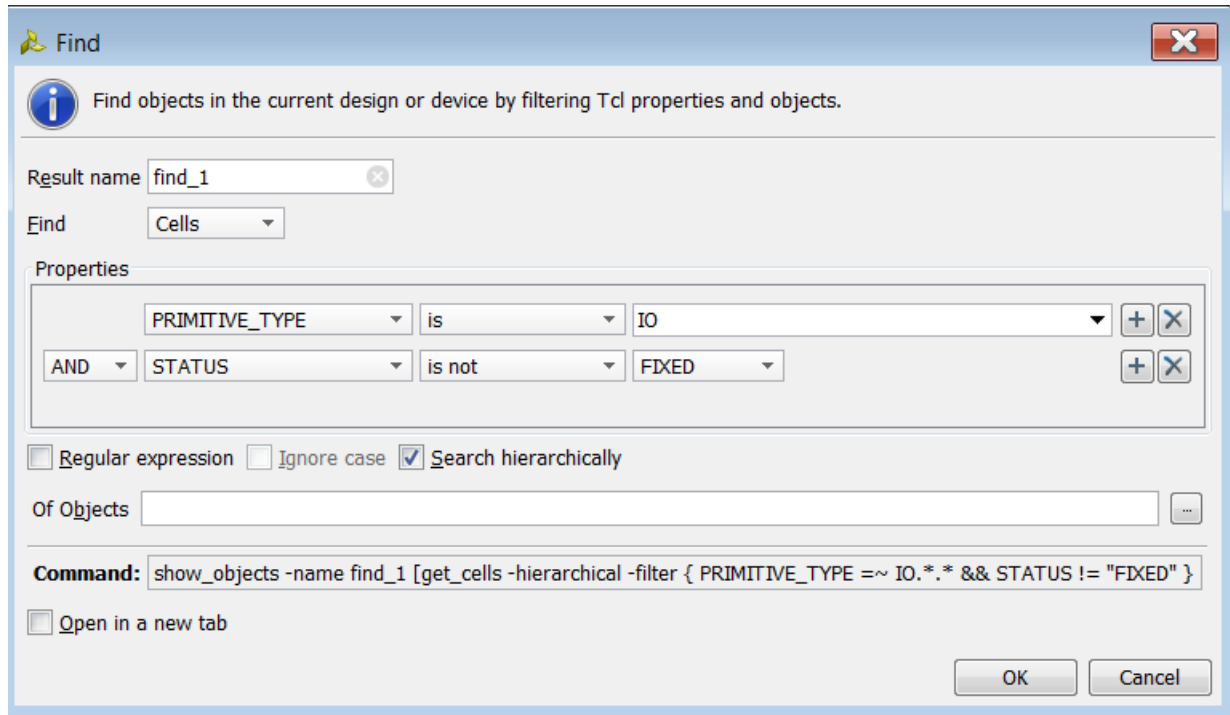 Find
Find objects in the current design or device by filtering Tcl properties and objects.
Result name find_1
Find Cells
Properties
PRIMITIVE_TYPE is IO
AND STATUS is not FIXED
Regular expression Ignore case Search hierarchically
Of Objects ...
Command: show_objects -name find_1 [get_cells -hierarchical -filter { PRIMITIVE_TYPE =~ IO.*.* && STATUS != "FIXED" }
Open in a new tab
OK Cancel